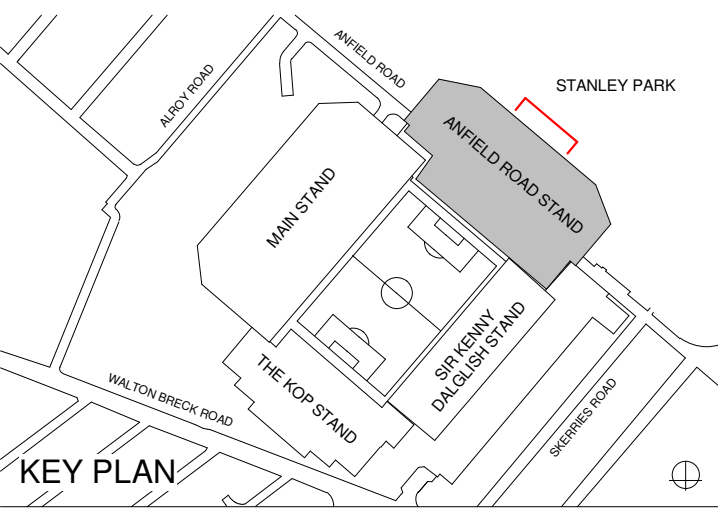 ANFIELD ROAD
STANLEY PARK
ALROY ROAD
ANFIELD ROAD STAND
MAIN STAND
SIR KENNY
DALGLISH STAND
THE KOP STAND
WALTON BRECK ROAD
SKERRIES ROAD
KEY PLAN